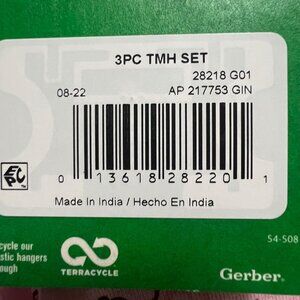 3PC TMH SET
28218 G01
08-22
AP 217753 GIN
EPC
0 13618 28220 1
Made In India / Hecho En India
cycle our
stic hangers
ough
TERRACYCLE
54-508
Gerber.